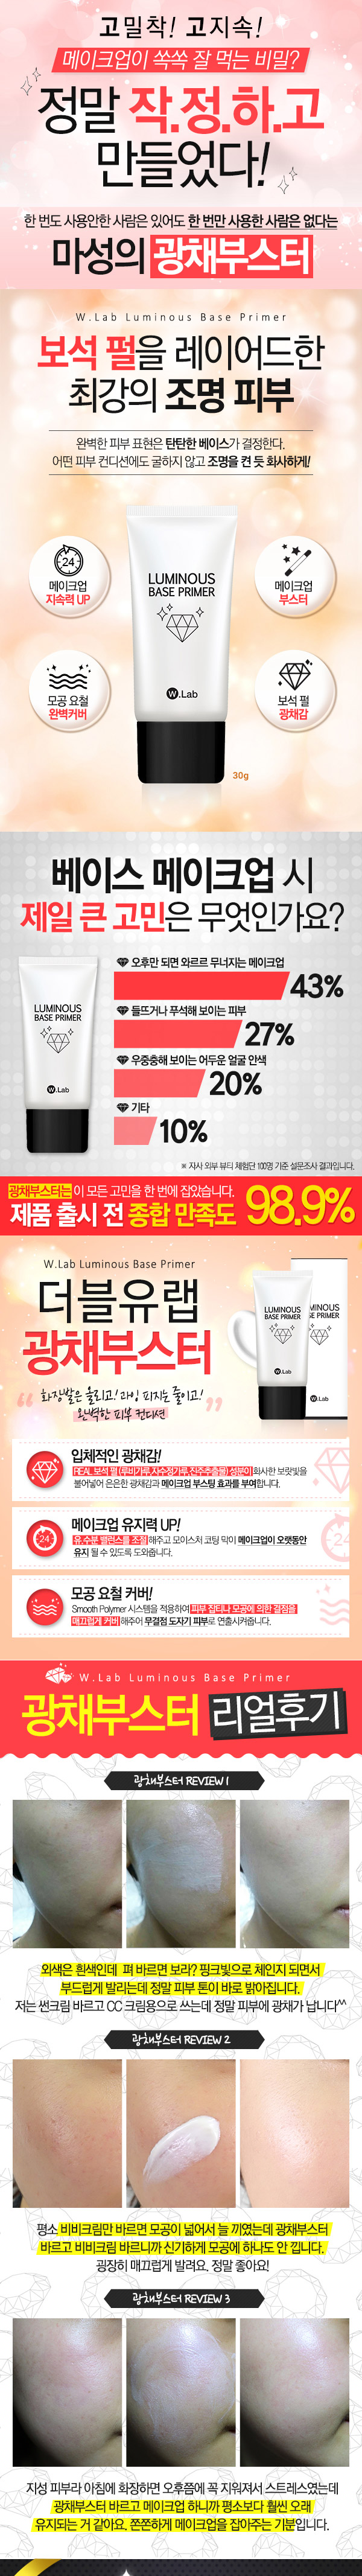 고밀착! 고지속!
메이크업이 쏙쏙 잘 먹는 비밀?
정말 작.정.하.고
만들었다!
한 번도 사용안한 사람은 있어도 한 번만 사용한 사람은 없다는
마성의 광채부스터
W.Lab Luminous Base Primer
보석 펄을 레이어드한
최강의 조명 피부
완벽한 피부 표현은 탄탄한 베이스가 결정한다.
어떤 피부 컨디션에도 굴하지 않고 조명을 켠 듯 화사하게!
24
메이크업
지속력 UP
메이크업
부스터
LUMINOUS
BASE PRIMER
모공 요철
완벽커버
보석 펄
광채감
W.Lab
30g
베이스 메이크업 시
제일 큰 고민은 무엇인가요?
오후만 되면 와르르 무너지는 메이크업
43%
들뜨거나 푸석해 보이는 피부
27%
우중충해 보이는 어두운 얼굴 안색
20%
기타
10%
LUMINOUS
BASE PRIMER
W.Lab
※ 자사 외부 뷰티 체험단 100명 기준 설문조사 결과입니다.
광채부스터는 이 모든 고민을 한 번에 잡았습니다.
제품 출시 전 종합 만족도 98.9%
W.Lab Luminous Base Primer
더블유랩
광채부스터
화장발은 올리고! 과잉 피지는 줄이고!
완벽한 피부 컨디션
LUMINOUS
BASE PRIMER
W.Lab
LUMINOUS
BASE PRIMER
W.Lab
입체적인 광채감!
REAL 보석 펄 (루비가루, 자수정가루, 진주추출물) 성분이 화사한 보랏빛을
불어넣어 은은한 광채감과 메이크업 부스팅 효과를 부여합니다.
24
메이크업 유지력 UP!
유, 수분 밸런스를 조절해주고 모이스처 코팅 막이 메이크업이 오랫동안
유지 될 수 있도록 도와줍니다.
24
모공 요철 커버!
Smooth Polymer 시스템을 적용하여 피부 잡티나 모공에 의한 결점을
매끄럽게 커버해주어 무결점 도자기 피부로 연출시켜줍니다.
W.Lab Luminous Base Primer
광채부스터 리얼후기
광채부스터 REVIEW 1
외색은 흰색인데 펴 바르면 보라? 핑크빛으로 체인지 되면서
부드럽게 발리는데 정말 피부 톤이 바로 밝아집니다.
저는 썬크림 바르고 CC 크림용으로 쓰는데 정말 피부에 광채가 납니다^^
광채부스터 REVIEW 2
평소 비비크림만 바르면 모공이 넓어서 늘 끼였는데 광채부스터
바르고 비비크림 바르니까 신기하게 모공에 하나도 안 낍니다.
굉장히 매끄럽게 발려요. 정말 좋아요!
광채부스터 REVIEW 3
지성 피부라 아침에 화장하면 오후쯤에 꼭 지워져서 스트레스였는데
광채부스터 바르고 메이크업 하니까 평소보다 훨씬 오래
유지되는 거 같아요. 쫀쫀하게 메이크업을 잡아주는 기분입니다.